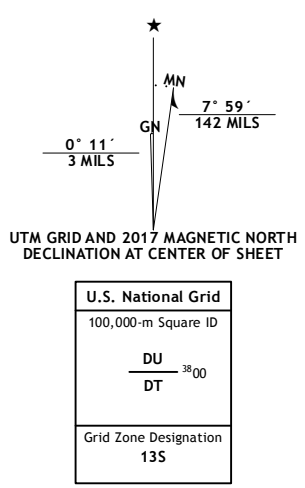 ★
MN
7° 59´
142 MILS
GN
0° 11´
3 MILS
UTM GRID AND 2017 MAGNETIC NORTH
DECLINATION AT CENTER OF SHEET
U.S. National Grid
100,000-m Square ID
DU
3800
DT
Grid Zone Designation
13S